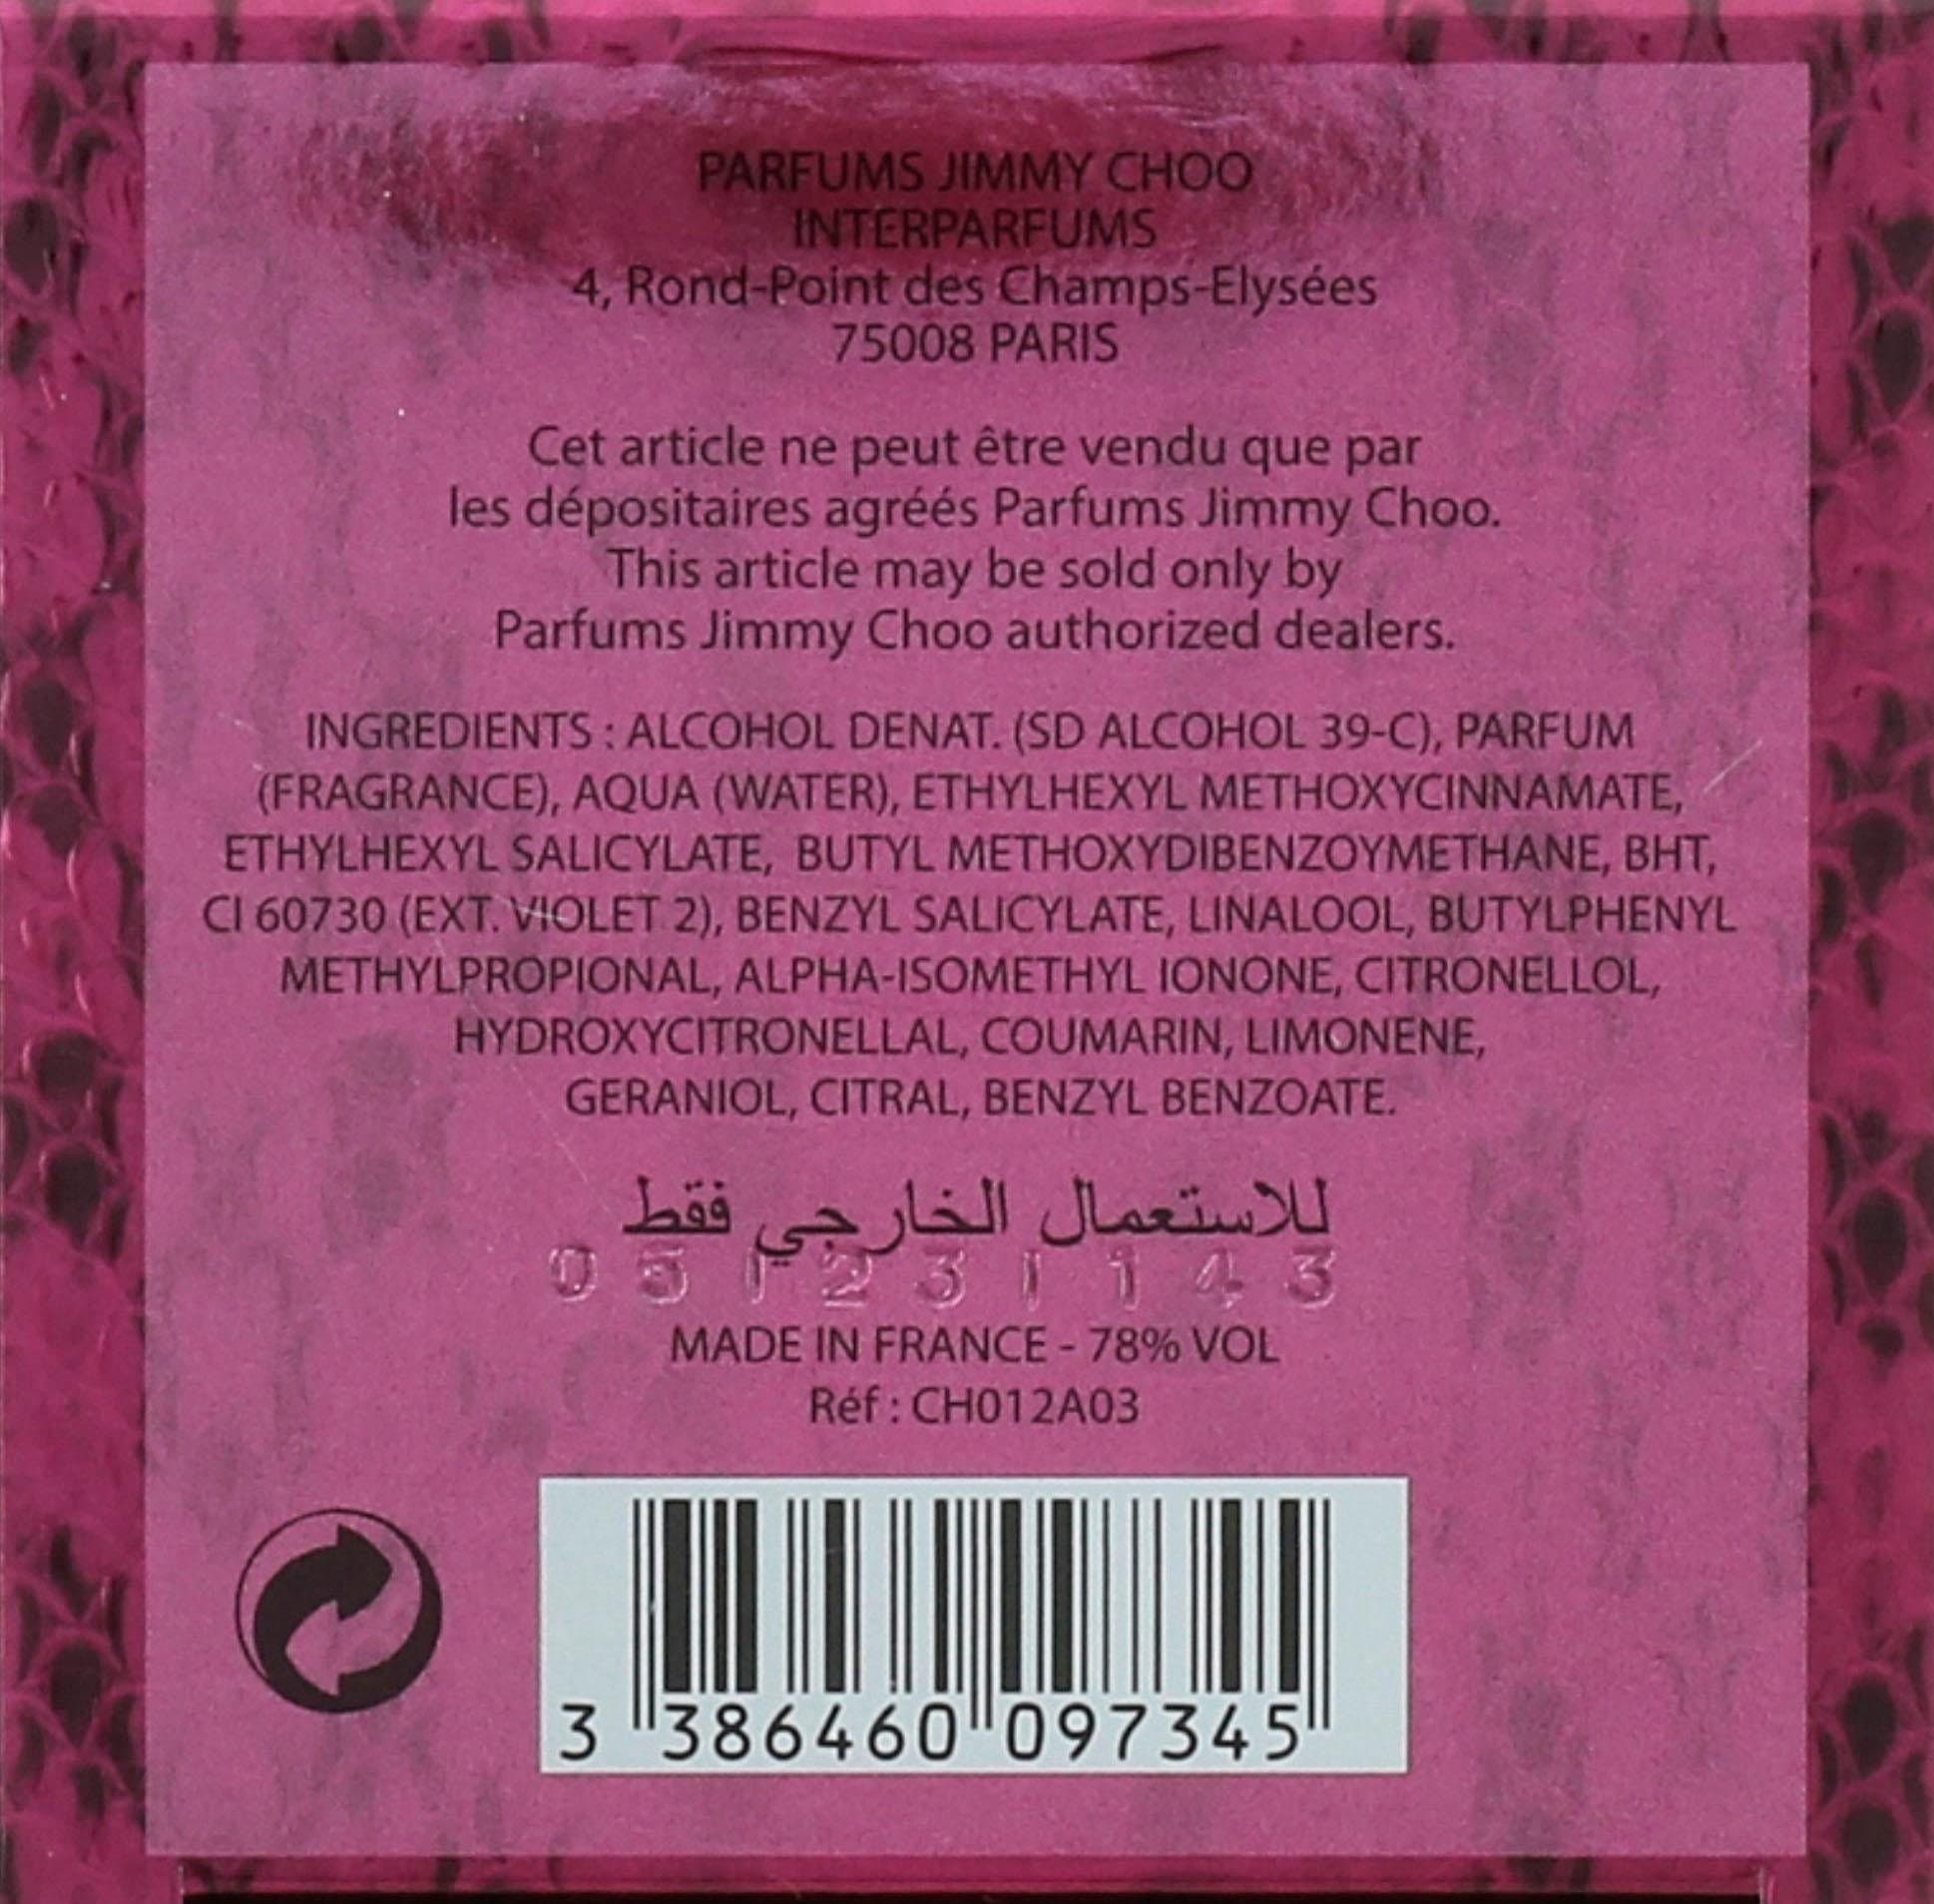 PARFUMS JIMMY CHOO
INTERPARFUMS
4, Rond-Point des Champs-Elysées
75008 PARIS
Cet article ne peut être vendu que par
les dépositaires agréés Parfums Jimmy Choo.
This article may be sold only by
Parfums Jimmy Choo authorized dealers.
INGREDIENTS : ALCOHOL DENAT. (SD ALCOHOL 39-C), PARFUM
(FRAGRANCE), AQUA (WATER), ETHYLHEXYL METHOXYCINNAMATE,
ETHYLHEXYL SALICYLATE, BUTYL METHOXYDIBENZOYMETHANE, BHT,
CI 60730 (EXT. VIOLET 2), BENZYL SALICYLATE, LINALOOL, BUTYLPHENYL
METHYLPROPIONAL, ALPHA-ISOMETHYL IONONE, CITRONELLOL,
HYDROXYCITRONELLAL, COUMARIN, LIMONENE,
GERANIOL, CITRAL, BENZYL BENZOATE.
للاستعمال الخارجي فقط
051231143
MADE IN FRANCE - 78% VOL
Réf : CH012A03
3 386460 097345